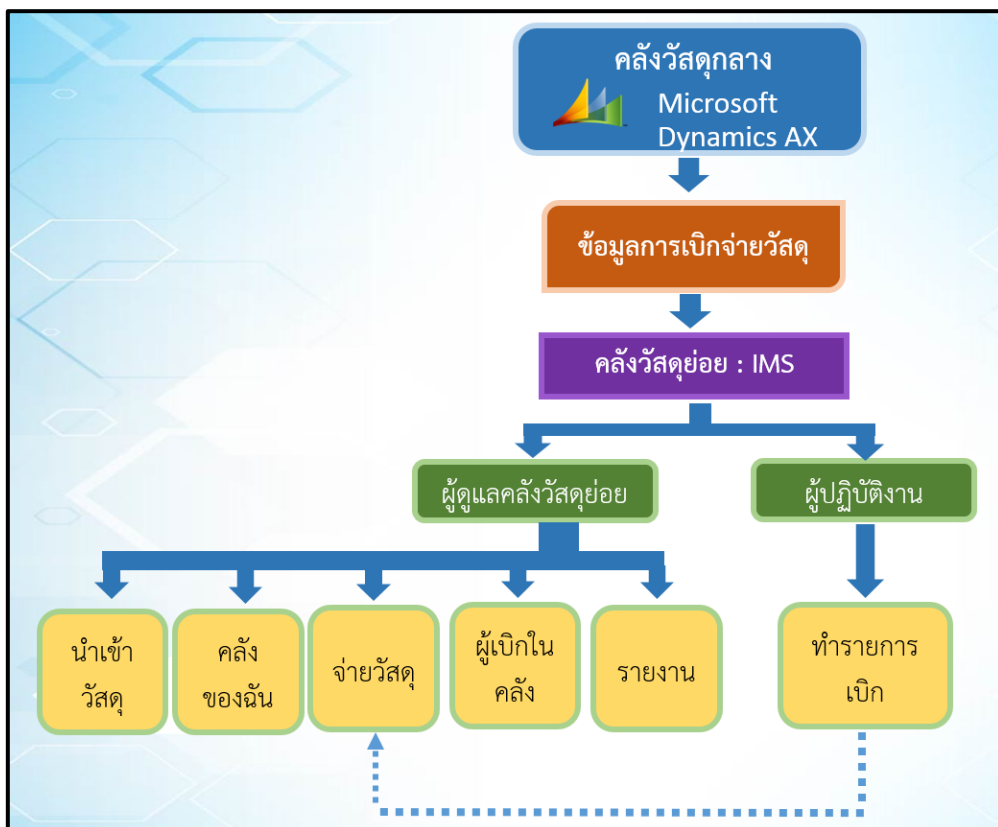 คลังวัสดุกลาง
Microsoft
Dynamics AX
ข้อมูลการเบิกจ่ายวัสดุ
คลังวัสดุย่อย : IMS
ผู้ดูแลคลังวัสดุย่อย
ผู้ปฏิบัติงาน
นำเข้า
วัสดุ
คลัง
ของฉัน
จ่ายวัสดุ
ผู้เบิกใน
คลัง
รายงาน
ทำรายการ
เบิก